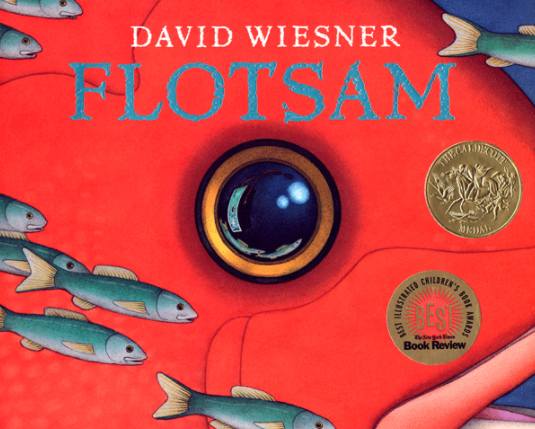 DAVID WIESNER
FLOTSAM
THE CALDECOTT
MEDAL
BEST ILLUSTRATED CHILDREN'S BOOK AWARDS
BEST
The New York Times
Book Review